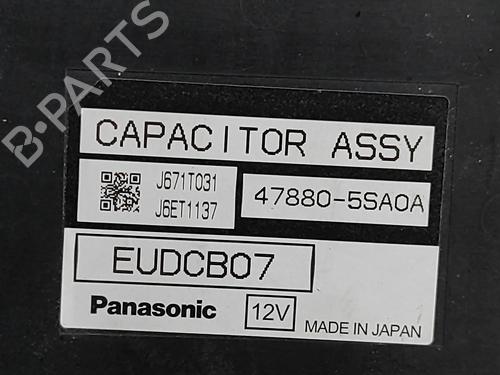 B-PARTS
CAPACITOR ASSY
J671T031
J6ET1137
47880-5SA0A
EUDCB07
Panasonic
12V
MADE IN JAPAN